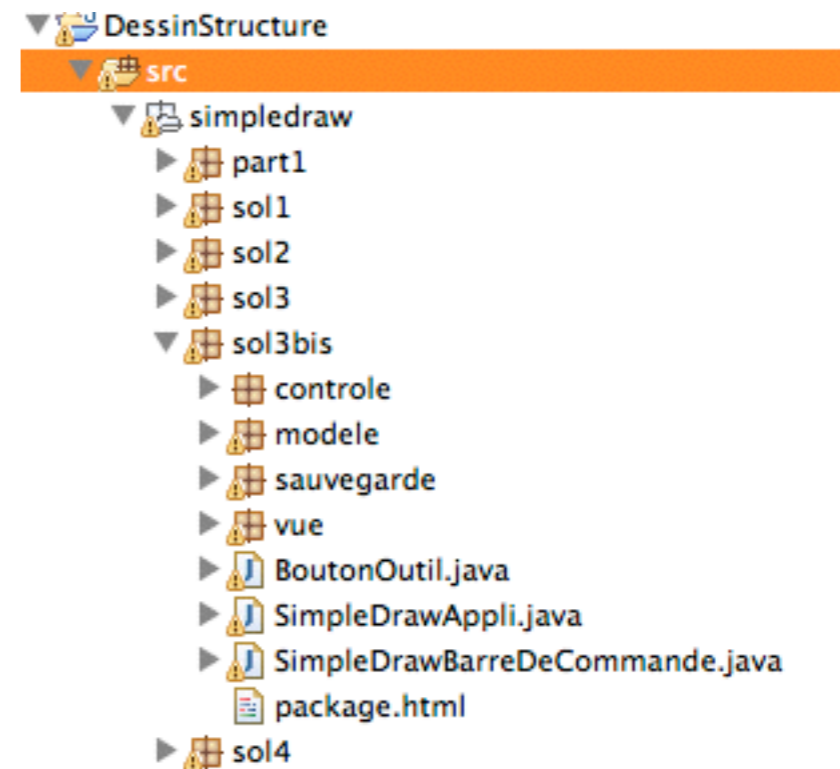 DessinStructure
src
simpledraw
part1
sol1
sol2
sol3
sol3bis
controle
modele
sauvegarde
vue
BoutonOutil.java
SimpleDrawAppli.java
SimpleDrawBarreDeCommande.java
package.html
sol4